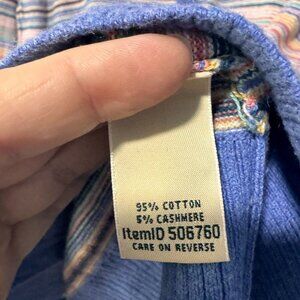 95% COTTON
5% CASHMERE
ItemID 506760
CARE ON REVERSE